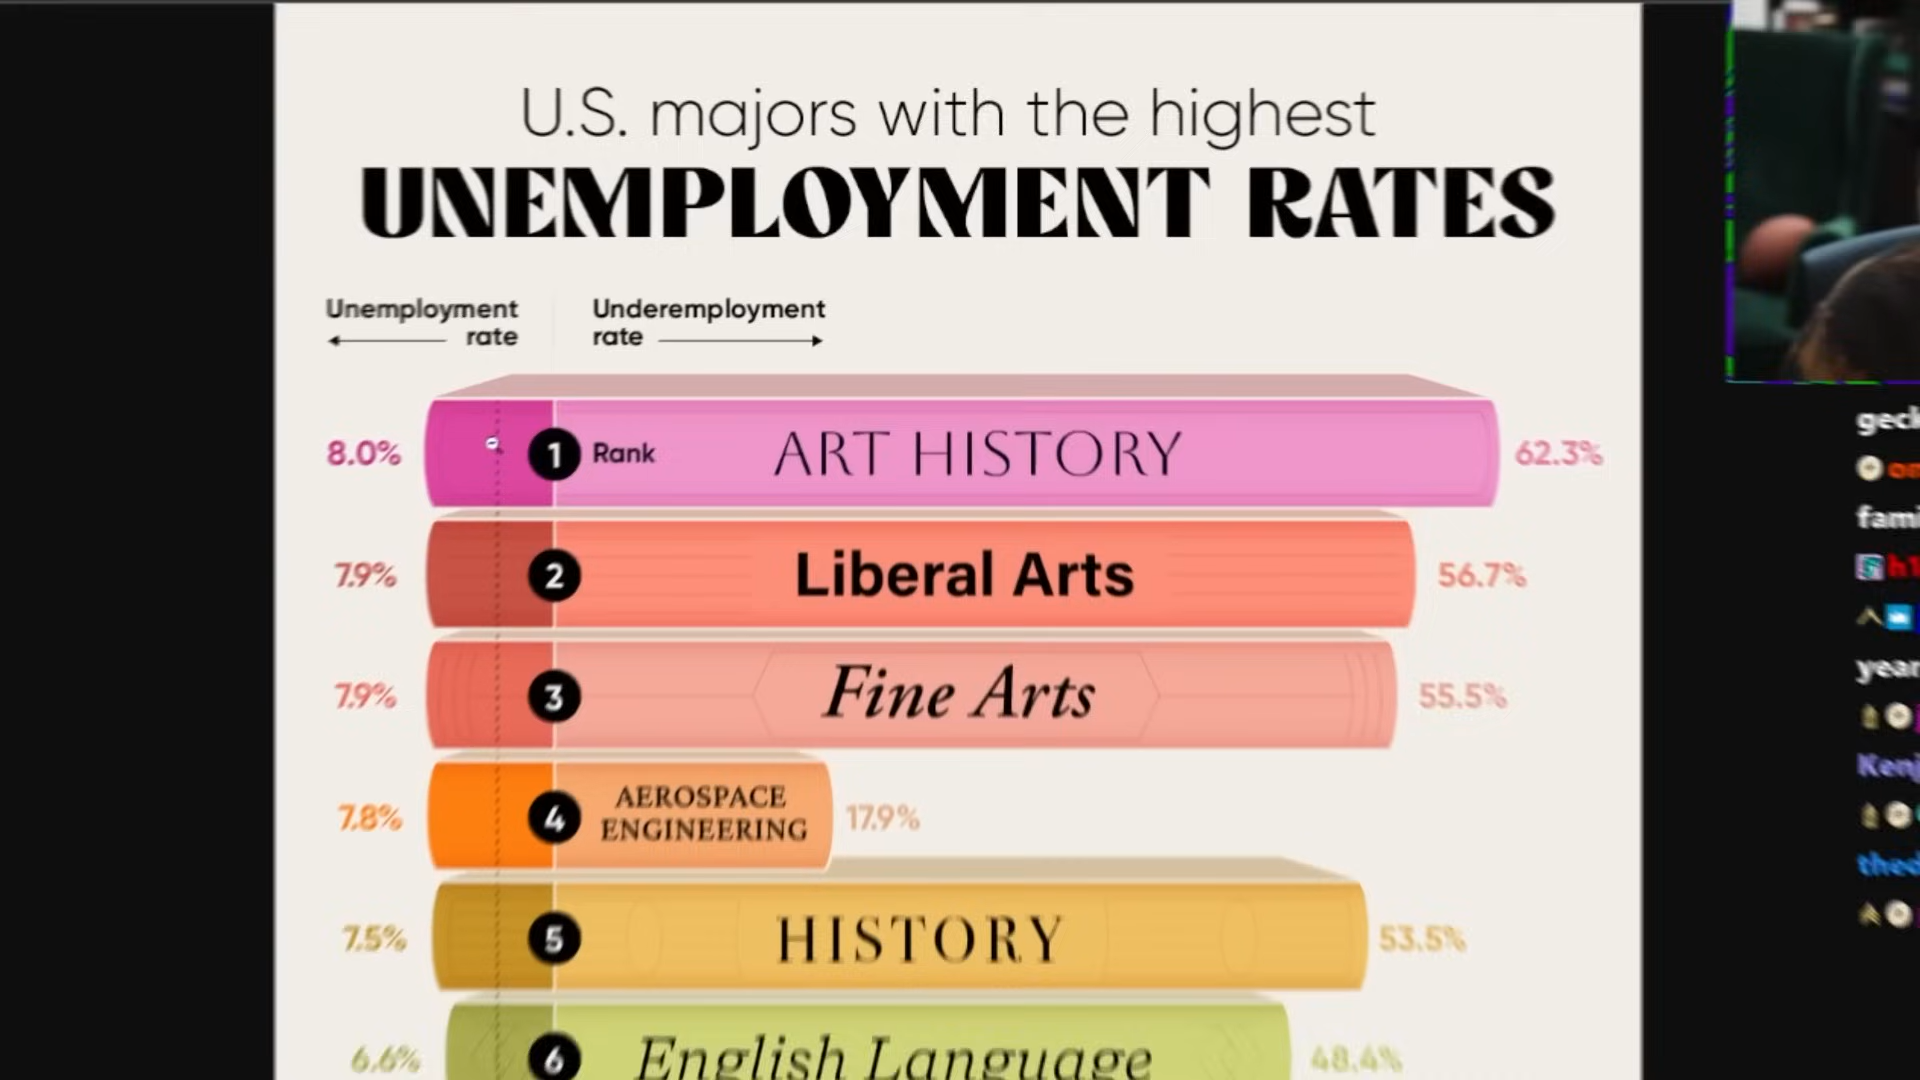 U.S. majors with the highest
UNEMPLOYMENT RATES
Unemployment
rate
Underemployment
rate
8.0% 1 Rank ART HISTORY 62.3%
7.9% 2 Liberal Arts 56.7%
7.9% 3 Fine Arts 55.5%
7.8% 4 AEROSPACE
ENGINEERING 17.9%
7.5% 5 HISTORY 53.5%
6.6% 6 English Language 48.4%